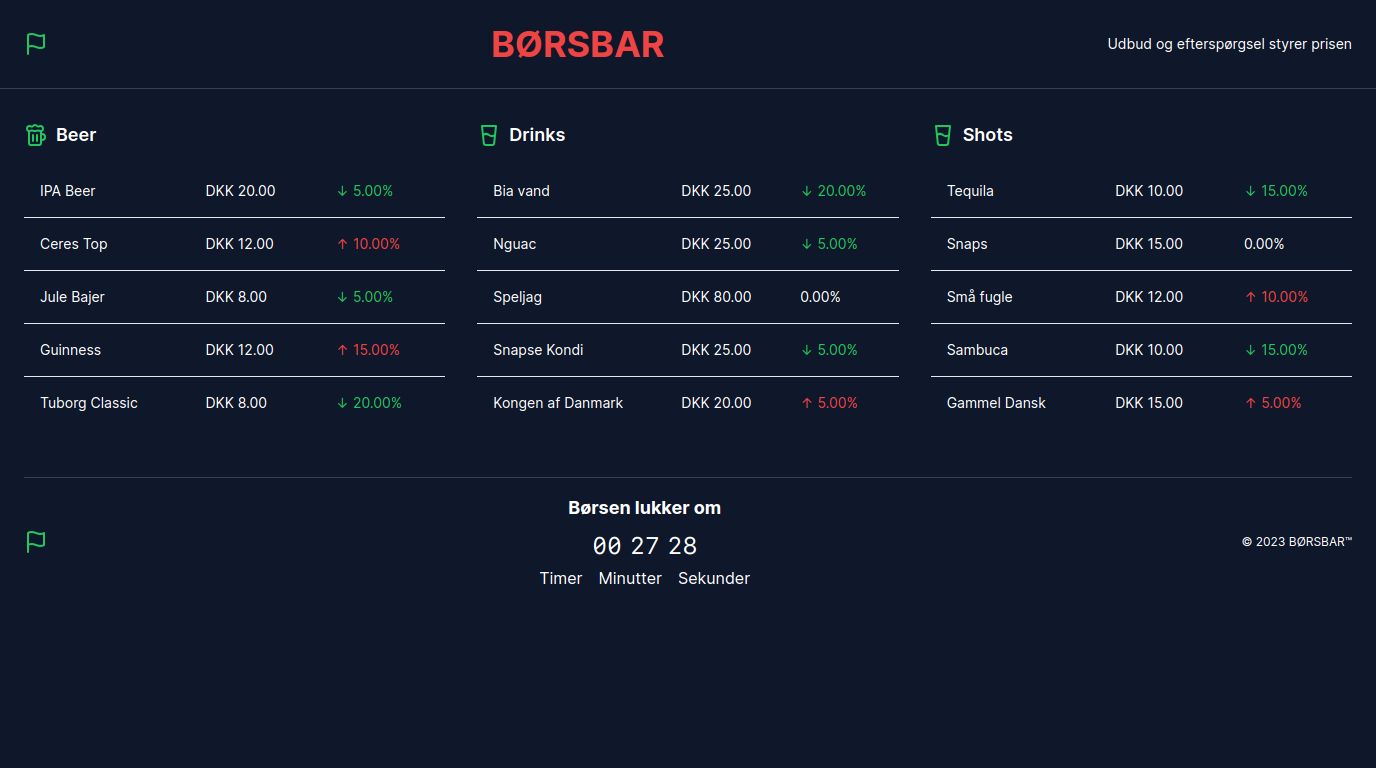 BØRSBAR
Udbud og efterspørgsel styrer prisen
Beer
IPA Beer DKK 20.00 ↓ 5.00%
Ceres Top DKK 12.00 ↑ 10.00%
Jule Bajer DKK 8.00 ↓ 5.00%
Guinness DKK 12.00 ↑ 15.00%
Tuborg Classic DKK 8.00 ↓ 20.00%
Drinks
Bia vand DKK 25.00 ↓ 20.00%
Nguac DKK 25.00 ↓ 5.00%
Speljag DKK 80.00 0.00%
Snapse Kondi DKK 25.00 ↓ 5.00%
Kongen af Danmark DKK 20.00 ↑ 5.00%
Shots
Tequila DKK 10.00 ↓ 15.00%
Snaps DKK 15.00 0.00%
Små fugle DKK 12.00 ↑ 10.00%
Sambuca DKK 10.00 ↓ 15.00%
Gammel Dansk DKK 15.00 ↑ 5.00%
Børsen lukker om
00 27 28
Timer Minutter Sekunder
© 2023 BØRSBAR™